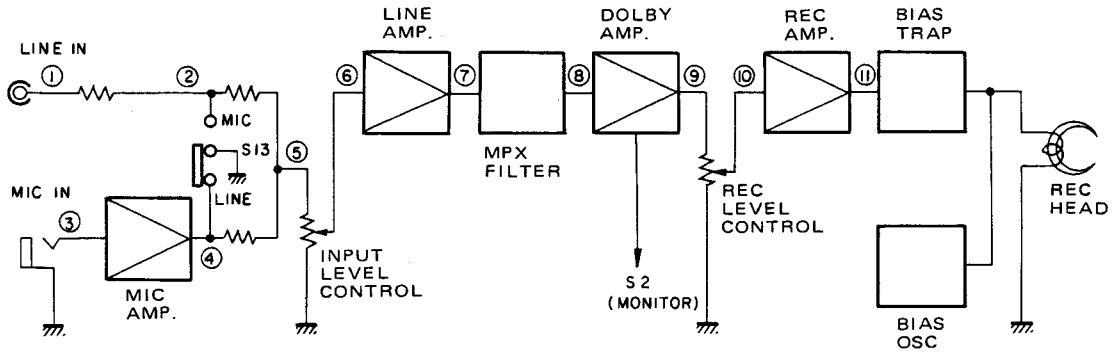 LINE IN
①
②
MIC
S13
LINE
MIC IN
③
④
MIC
AMP.
⑤
INPUT
LEVEL
CONTROL
⑥
LINE
AMP.
⑦
MPX
FILTER
⑧
DOLBY
AMP.
⑨
S2
(MONITOR)
REC
LEVEL
CONTROL
⑩
REC
AMP.
⑪
BIAS
TRAP
BIAS
OSC
REC
HEAD